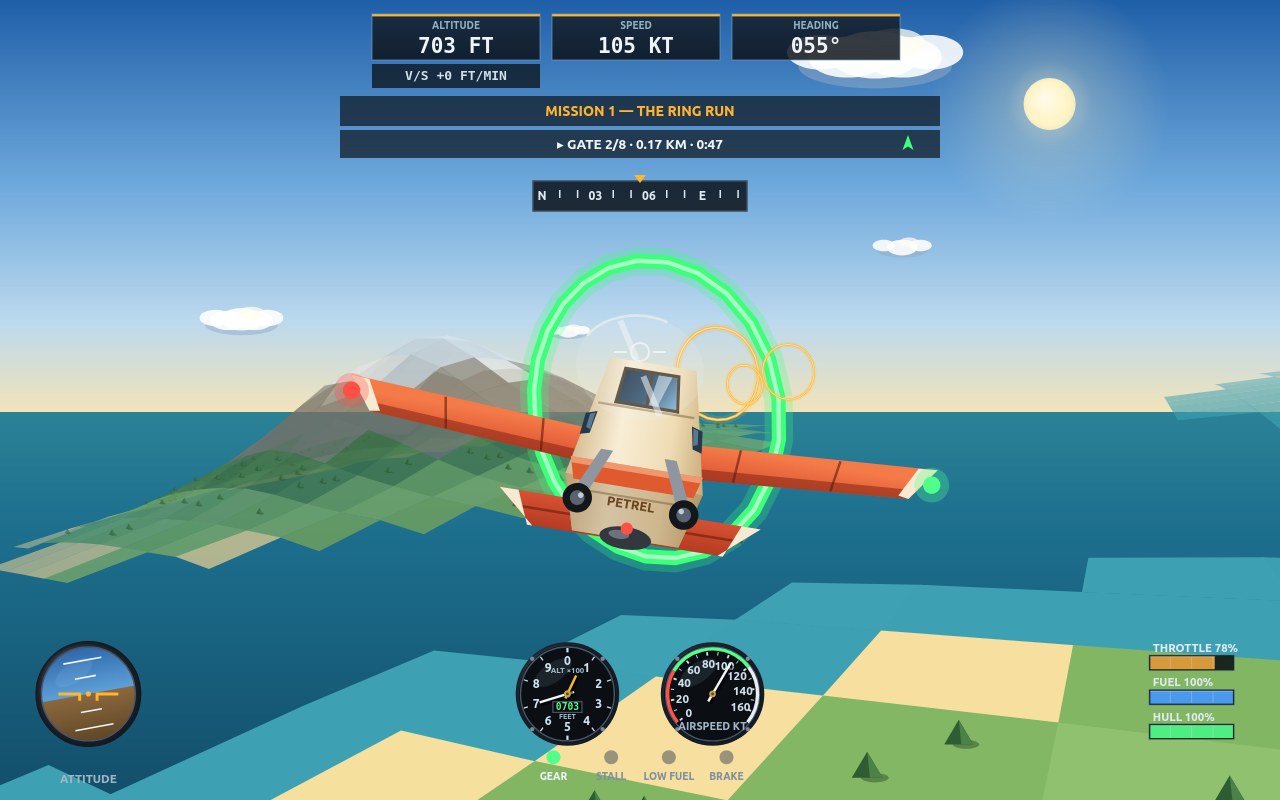 ALTITUDE
703 FT
V/S +0 FT/MIN
SPEED
105 KT
HEADING
055°
MISSION 1 — THE RING RUN
▸ GATE 2/8 · 0.17 KM · 0:47
N 03 06 E
PETREL
ATTITUDE
0 1 2 3 4 5 6 7 8 9
ALT ×100
0703
FEET
0 20 40 60 80 100 120 140 160
AIRSPEED KT
GEAR STALL LOW FUEL BRAKE
THROTTLE 78%
FUEL 100%
HULL 100%